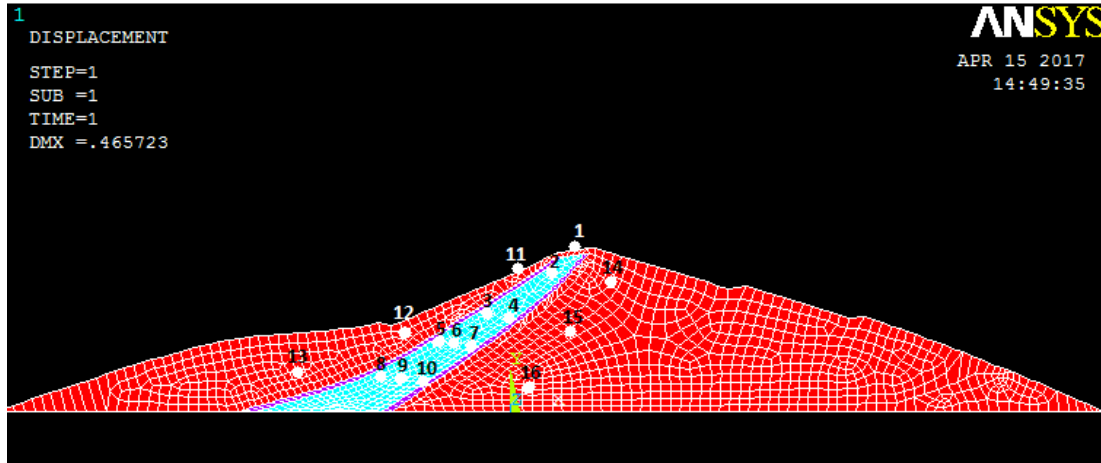 1
DISPLACEMENT
STEP=1
SUB =1
TIME=1
DMX =.465723
ANSYS
APR 15 2017
14:49:35
1
11
2
14
3
4
12
15
5 6 7
13
8 9 10
16
Y
X